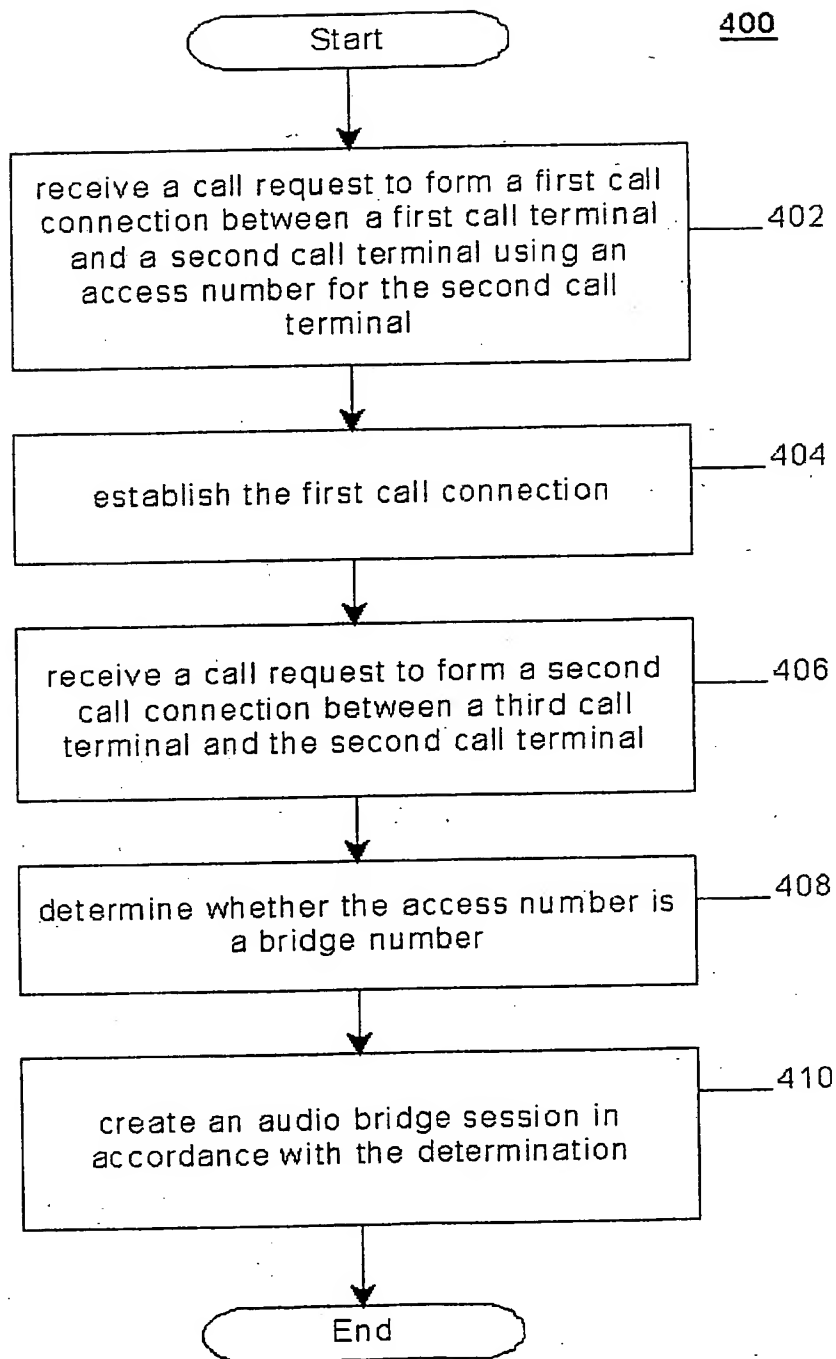 400
Start
receive a call request to form a first call
connection between a first call terminal
and a second call terminal using an
access number for the second call
terminal
402
establish the first call connection
404
receive a call request to form a second
call connection between a third call
terminal and the second call terminal
406
determine whether the access number is
a bridge number
408
create an audio bridge session in
accordance with the determination
410
End